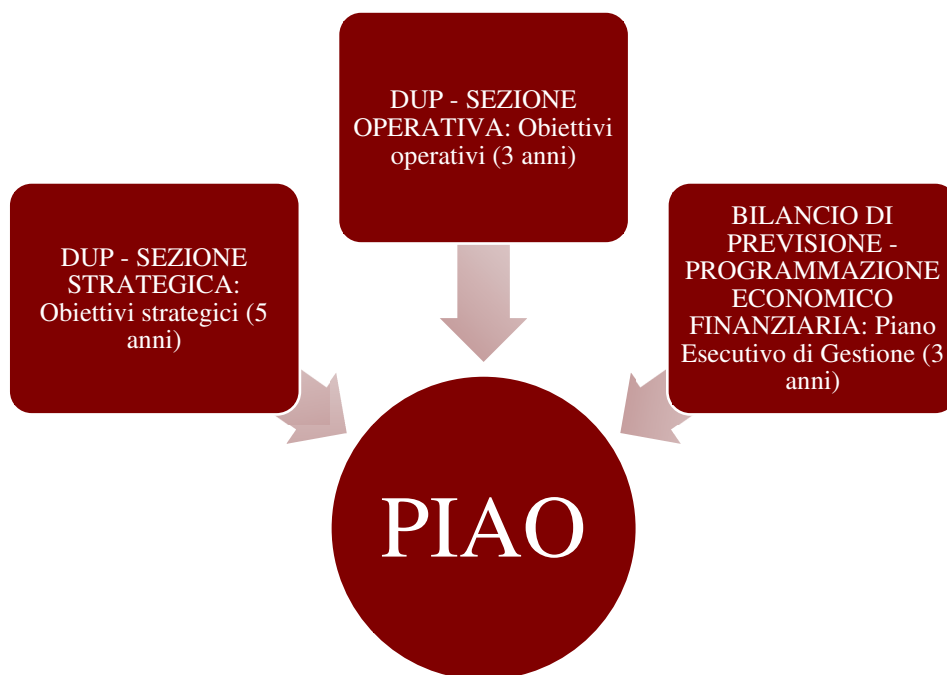 DUP - SEZIONE
STRATEGICA:
Obiettivi strategici (5
anni)
DUP - SEZIONE
OPERATIVA: Obiettivi
operativi (3 anni)
BILANCIO DI
PREVISIONE -
PROGRAMMAZIONE
ECONOMICO
FINANZIARIA: Piano
Esecutivo di Gestione (3
anni)
PIAO